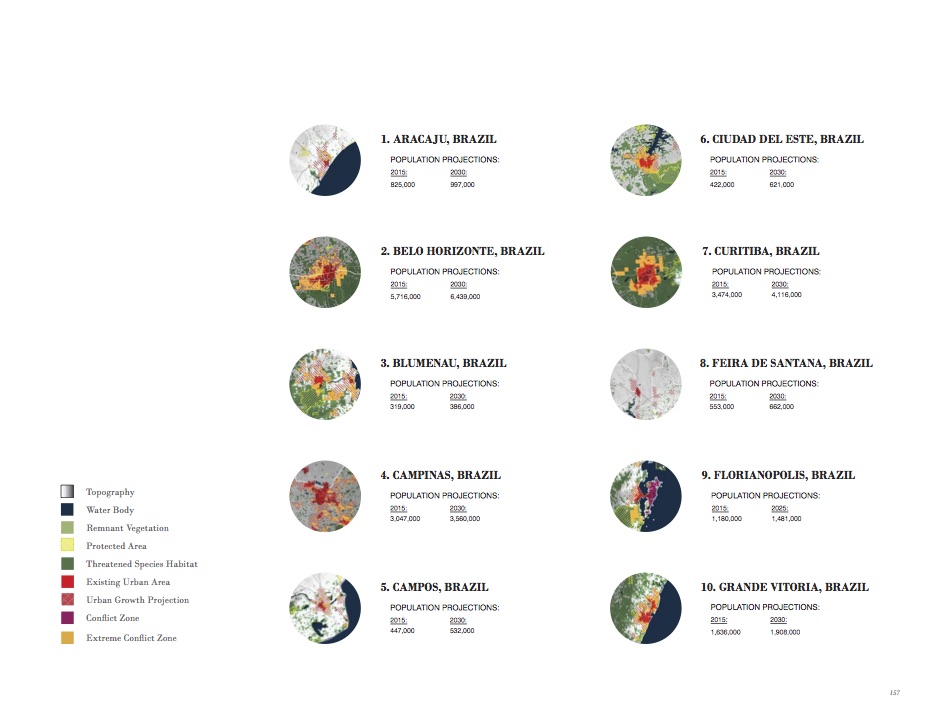 1. ARACAJU, BRAZIL
POPULATION PROJECTIONS:
2015: 2030:
825,000 997,000
2. BELO HORIZONTE, BRAZIL
POPULATION PROJECTIONS:
2015: 2030:
5,716,000 6,439,000
3. BLUMENAU, BRAZIL
POPULATION PROJECTIONS:
2015: 2030:
319,000 386,000
4. CAMPINAS, BRAZIL
POPULATION PROJECTIONS:
2015: 2030:
3,047,000 3,560,000
5. CAMPOS, BRAZIL
POPULATION PROJECTIONS:
2015: 2030:
447,000 532,000
6. CIUDAD DEL ESTE, BRAZIL
POPULATION PROJECTIONS:
2015: 2030:
422,000 621,000
7. CURITIBA, BRAZIL
POPULATION PROJECTIONS:
2015: 2030:
3,474,000 4,116,000
8. FEIRA DE SANTANA, BRAZIL
POPULATION PROJECTIONS:
2015: 2030:
553,000 662,000
9. FLORIANOPOLIS, BRAZIL
POPULATION PROJECTIONS:
2015: 2025:
1,180,000 1,481,000
10. GRANDE VITORIA, BRAZIL
POPULATION PROJECTIONS:
2015: 2030:
1,636,000 1,908,000
Topography
Water Body
Remnant Vegetation
Protected Area
Threatened Species Habitat
Existing Urban Area
Urban Growth Projection
Conflict Zone
Extreme Conflict Zone
157